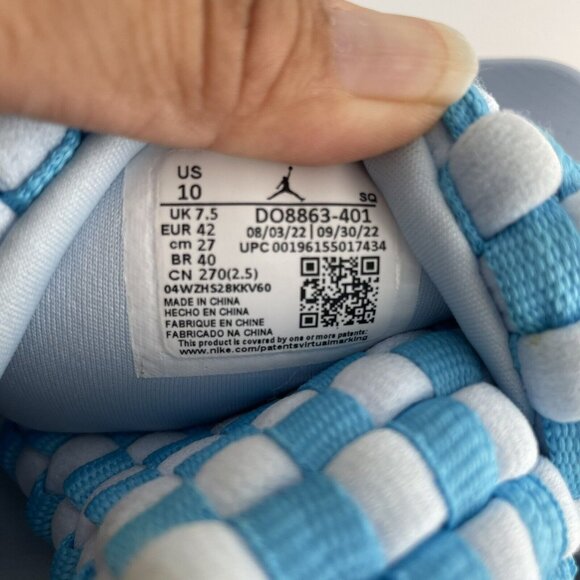 US
10
SQ
UK 7.5 DO8863-401
EUR 42 08/03/22 | 09/30/22
cm 27 UPC 00196155017434
BR 40
CN 270(2.5)
04WZHS28KKV60
MADE IN CHINA
HECHO EN CHINA
FABRIQUE EN CHINE
FABRICADO NA CHINA
This product is covered by one or more patents:
www.nike.com/patentsvirtualmarking